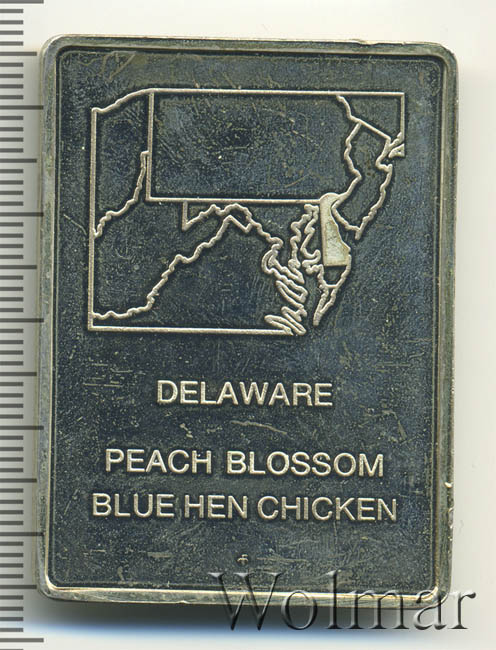 DELAWARE
PEACH BLOSSOM
BLUE HEN CHICKEN
Wolmar